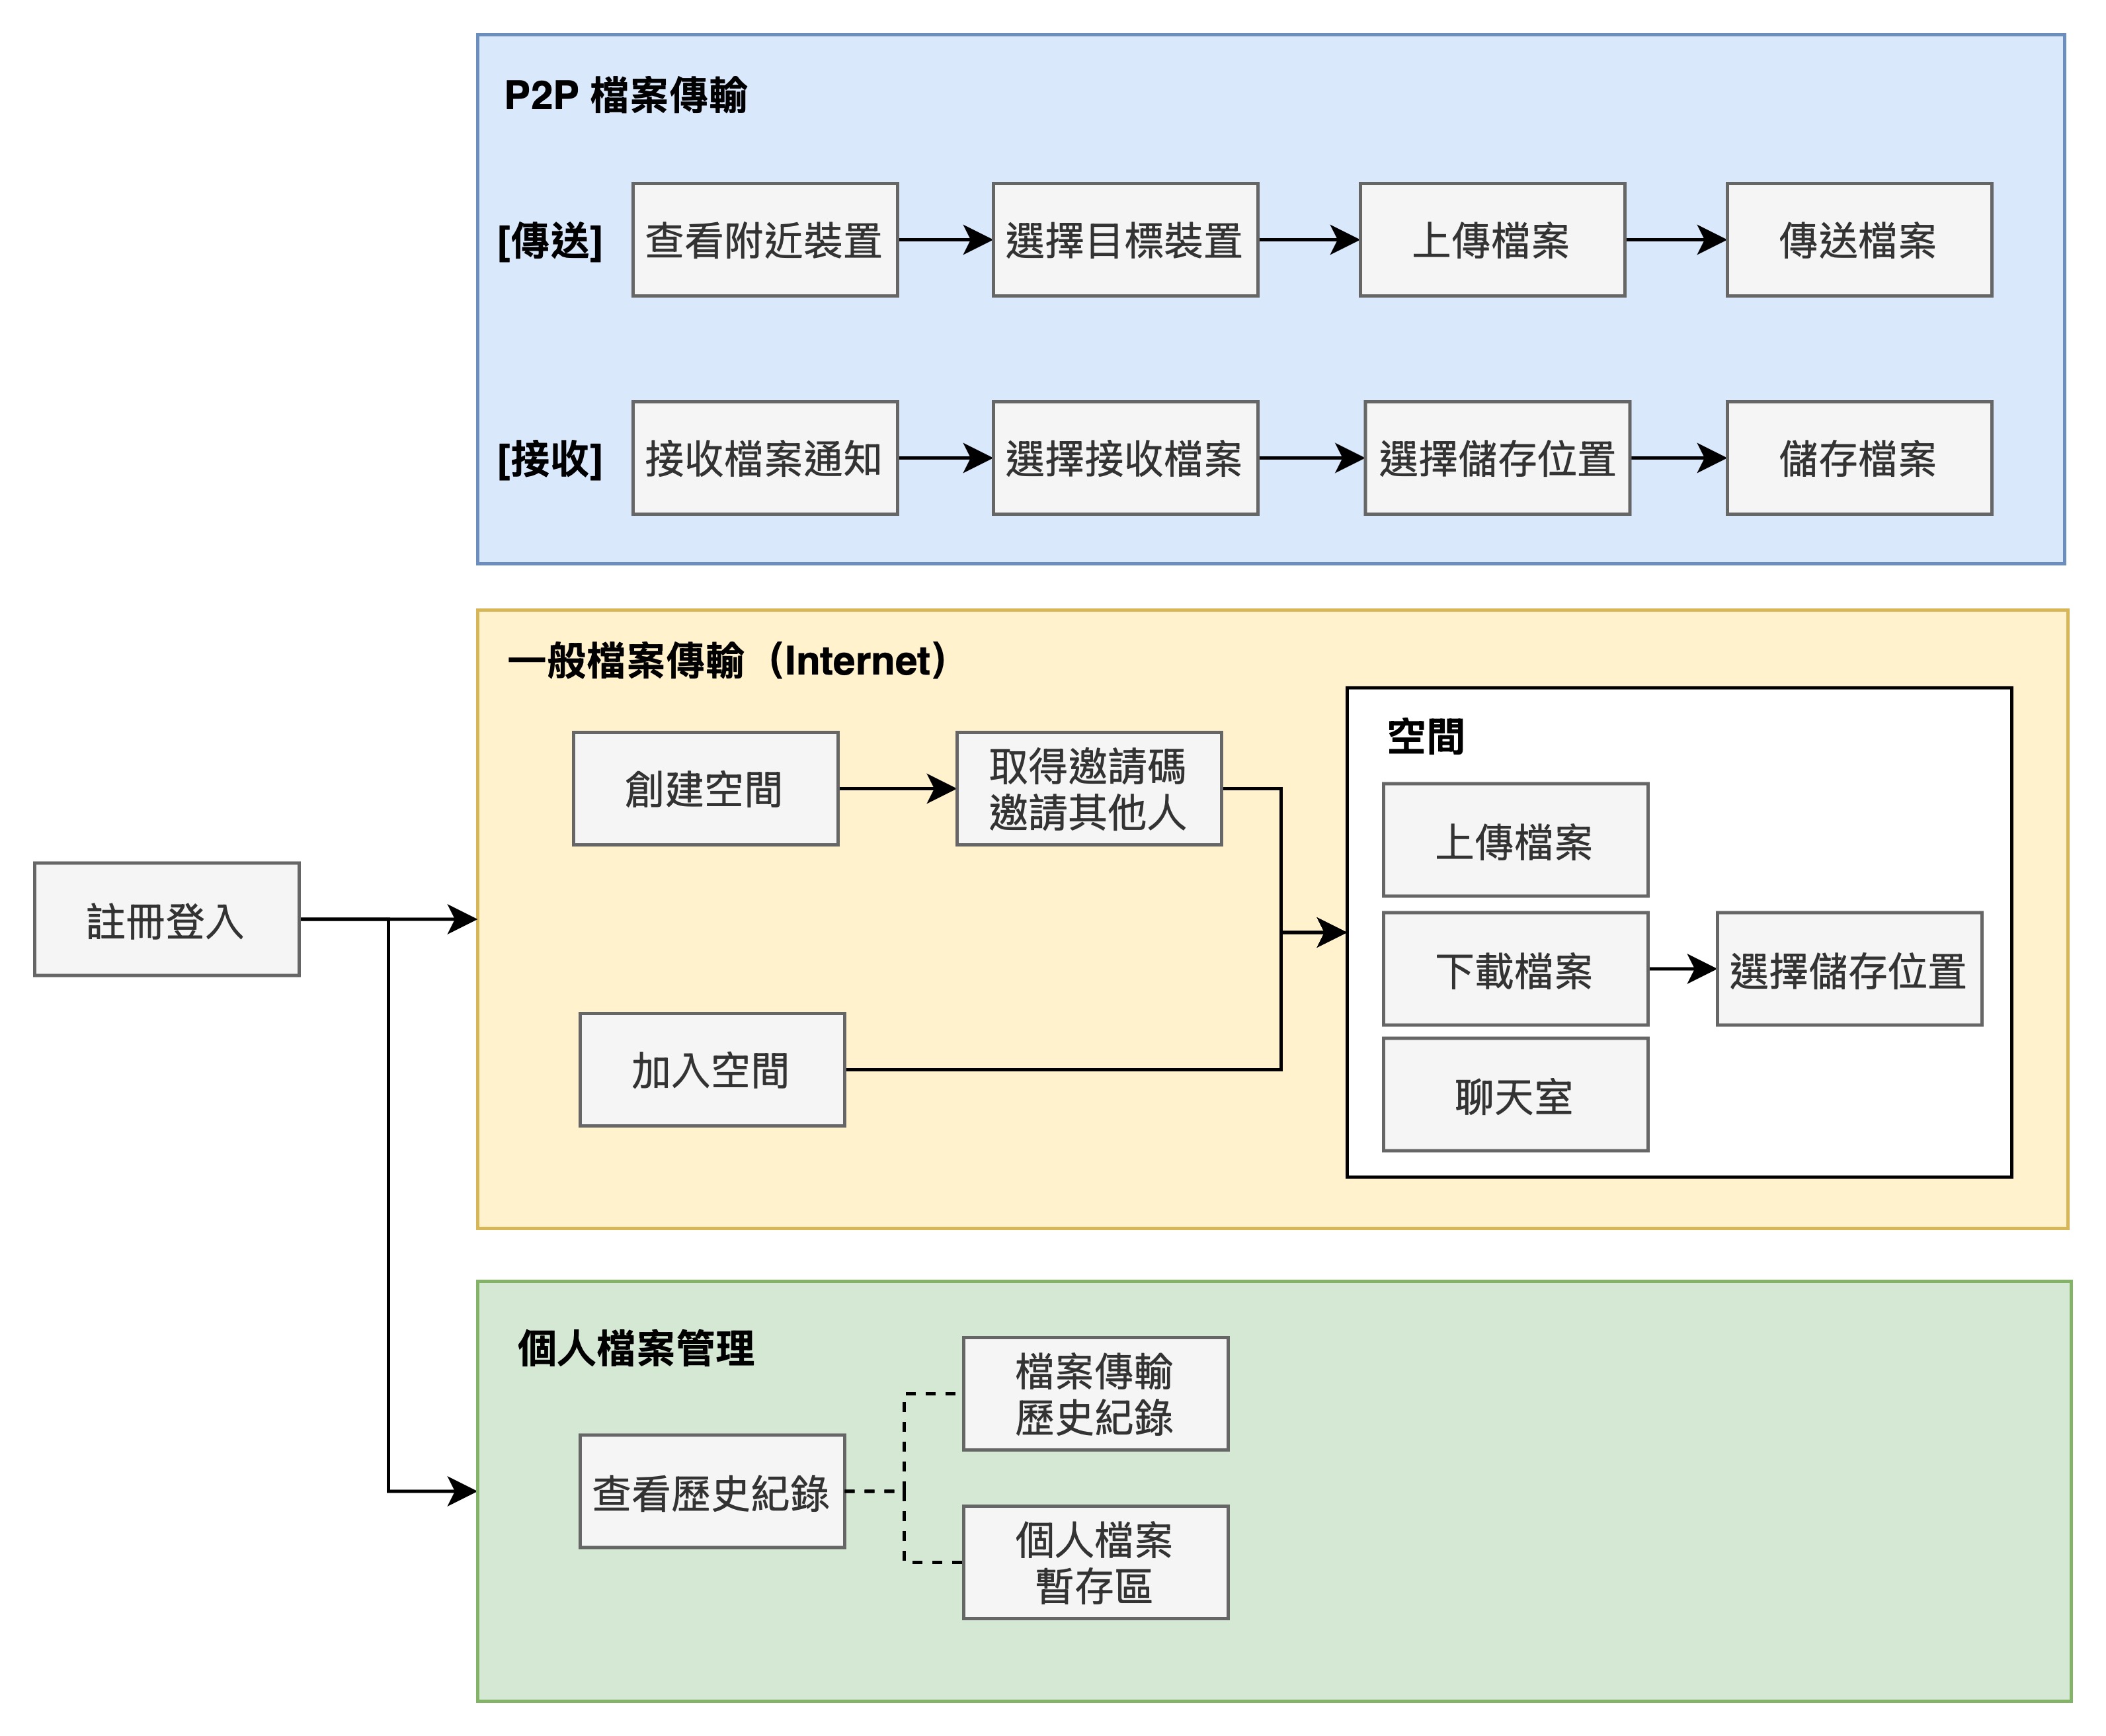 P2P 檔案傳輸
[傳送]
查看附近裝置
選擇目標裝置
上傳檔案
傳送檔案
[接收]
接收檔案通知
選擇接收檔案
選擇儲存位置
儲存檔案
一般檔案傳輸（Internet）
創建空間
取得邀請碼
邀請其他人
空間
上傳檔案
註冊登入
下載檔案
選擇儲存位置
加入空間
聊天室
個人檔案管理
檔案傳輸
歷史紀錄
查看歷史紀錄
個人檔案
暫存區